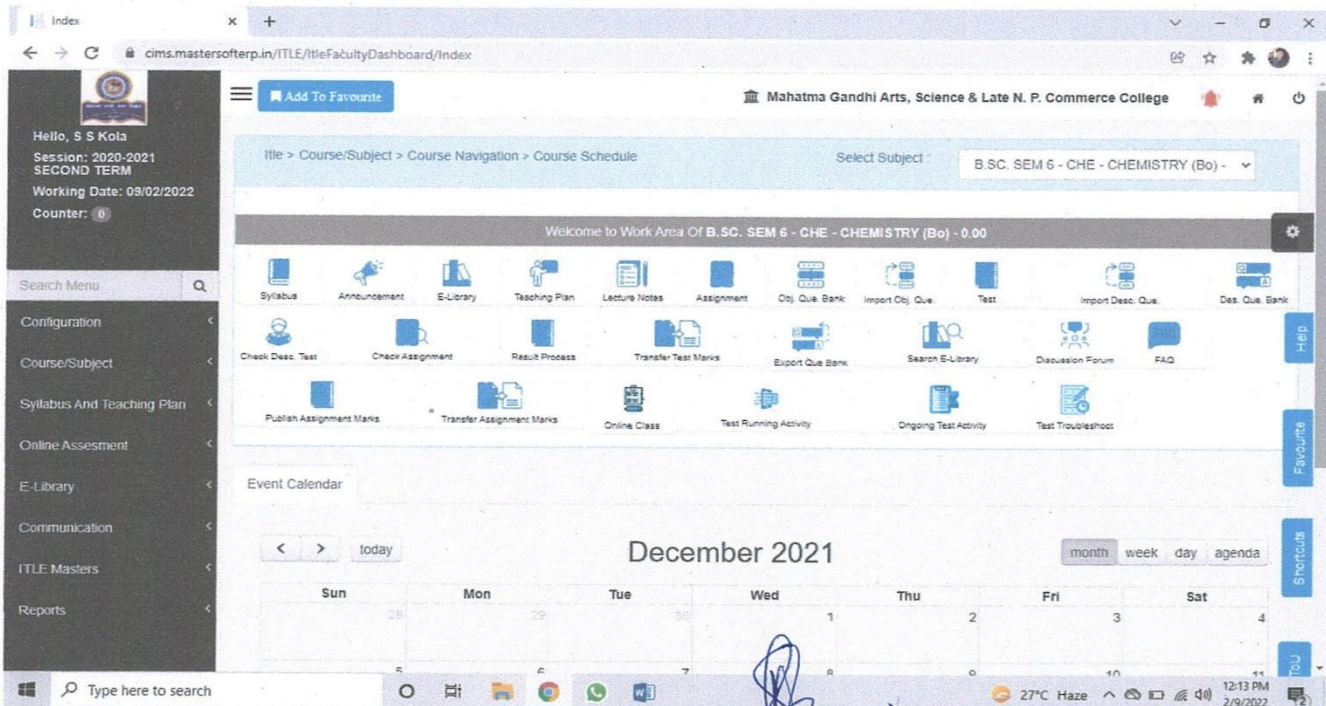 Index
cims.mastersofterp.in/ITLE/ItleFacultyDashboard/Index
Add To Favourite
Mahatma Gandhi Arts, Science & Late N. P. Commerce College
Hello, S S Kola
Session: 2020-2021
SECOND TERM
Working Date: 09/02/2022
Counter: 0
Itle > Course/Subject > Course Navigation > Course Schedule
Select Subject :
B.SC. SEM 6 - CHE - CHEMISTRY (Bo) -
Welcome to Work Area Of B.SC. SEM 6 - CHE - CHEMISTRY (Bo) - 0.00
Search Menu
Configuration
Course/Subject
Syllabus And Teaching Plan
Online Assesment
E-Library
Communication
ITLE Masters
Reports
Syllabus Announcement E-Library Teaching Plan Lecture Notes Assignment Obj. Que. Bank Import Obj. Que. Test Import Desc. Que. Des. Que. Bank
Check Desc. Test Check Assignment Result Process Transfer Test Marks Export Que Bank Search E-Library Discussion Forum FAQ
Publish Assignment Marks Transfer Assignment Marks Online Class Test Running Activity Ongoing Test Activity Test Troubleshoot
Help
Favourite
Shortcuts
ToU
Event Calendar
< > today
December 2021
month week day agenda
Sun Mon Tue Wed Thu Fri Sat
28 29 30 1 2 3 4
5 6 7 8 9 10 11
Type here to search
27°C Haze
12:13 PM
2/9/2022
2